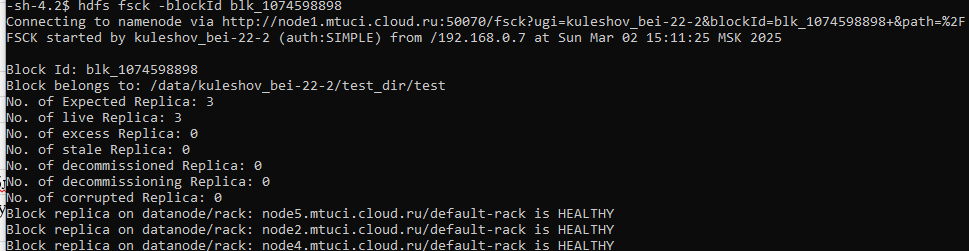 -sh-4.2$ hdfs fsck -blockId blk_1074598898
Connecting to namenode via http://node1.mtuci.cloud.ru:50070/fsck?ugi=kuleshov_bei-22-2&blockId=blk_1074598898+&path=%2F
FSCK started by kuleshov_bei-22-2 (auth:SIMPLE) from /192.168.0.7 at Sun Mar 02 15:11:25 MSK 2025
Block Id: blk_1074598898
Block belongs to: /data/kuleshov_bei-22-2/test_dir/test
No. of Expected Replica: 3
No. of live Replica: 3
No. of excess Replica: 0
No. of stale Replica: 0
No. of decommissioned Replica: 0
No. of decommissioning Replica: 0
No. of corrupted Replica: 0
Block replica on datanode/rack: node5.mtuci.cloud.ru/default-rack is HEALTHY
Block replica on datanode/rack: node2.mtuci.cloud.ru/default-rack is HEALTHY
Block replica on datanode/rack: node4.mtuci.cloud.ru/default-rack is HEALTHY